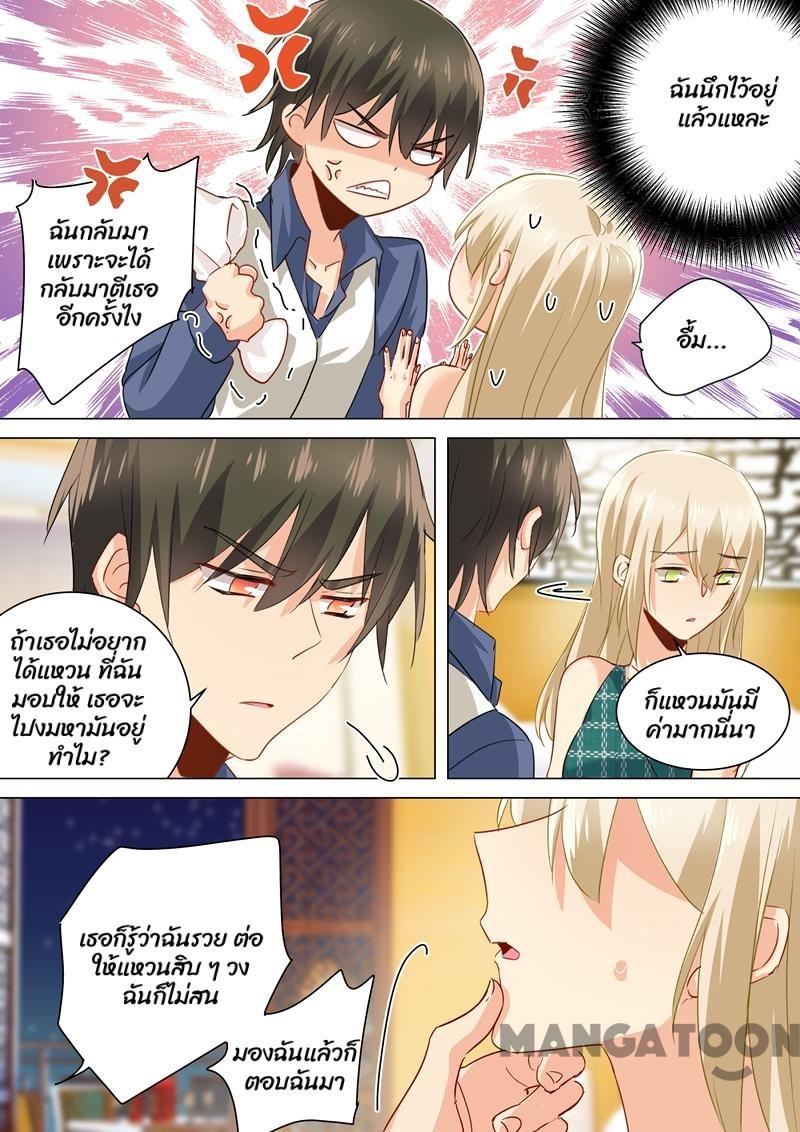 ฉันนึกไว้อยู่
แล้วแหละ
ฉันกลับมา
เพราะจะได้
กลับมาตีเธอ
อีกครั้งไง
อื้ม...
ถ้าเธอไม่อยาก
ได้แหวน ที่ฉัน
มอบให้ เธอจะ
ไปงมหามันอยู่
ทำไม?
ก็แหวนมันมี
ค่ามากนี่นา
เธอก็รู้ว่าฉันรวย ต่อ
ให้แหวนสิบ ๆ วง
ฉันก็ไม่สน
มองฉันแล้วก็
ตอบฉันมา
MANGATOON